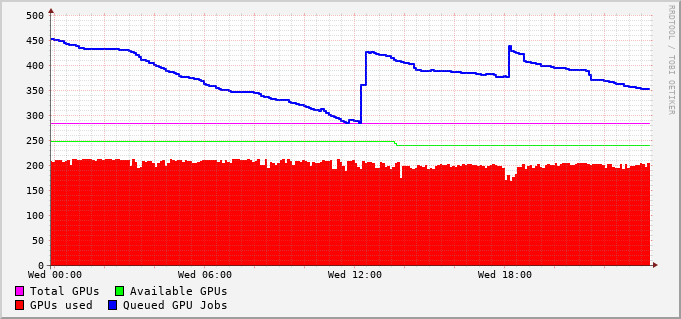 RRDTOOL / TOBI OETIKER
500
450
400
350
300
250
200
150
100
50
0
Wed 00:00 Wed 06:00 Wed 12:00 Wed 18:00
Total GPUs Available GPUs
GPUs used Queued GPU Jobs